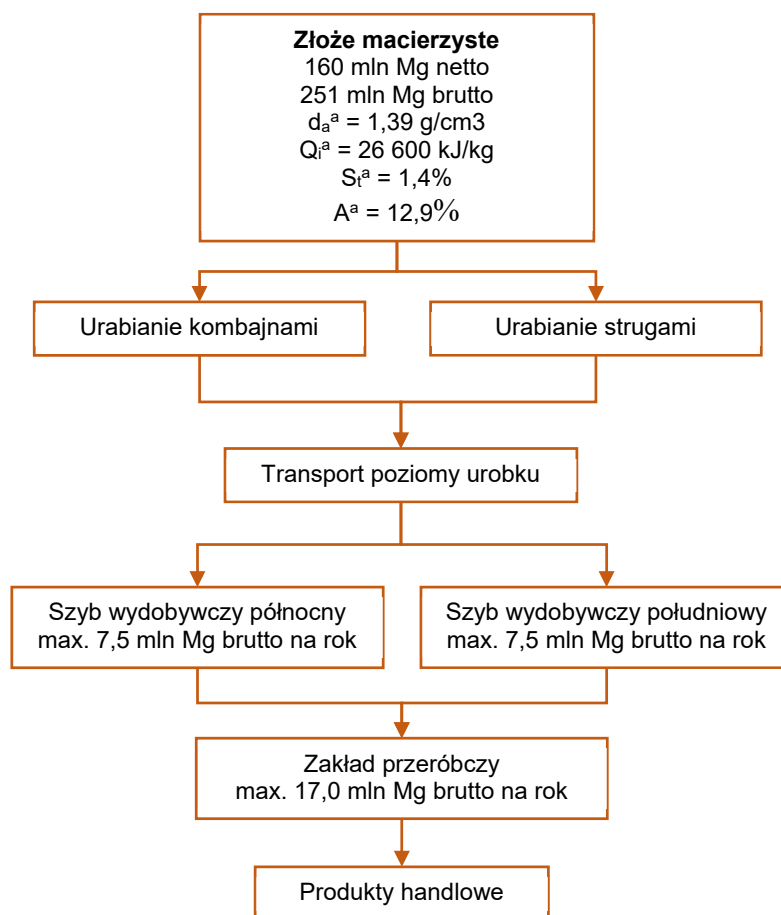 Złoże macierzyste
160 mln Mg netto
251 mln Mg brutto
dₐᵃ = 1,39 g/cm3
Qᵢᵃ = 26 600 kJ/kg
Sₜᵃ = 1,4%
Aᵃ = 12,9%
Urabianie kombajnami
Urabianie strugami
Transport poziomy urobku
Szyb wydobywczy północny
max. 7,5 mln Mg brutto na rok
Szyb wydobywczy południowy
max. 7,5 mln Mg brutto na rok
Zakład przeróbczy
max. 17,0 mln Mg brutto na rok
Produkty handlowe